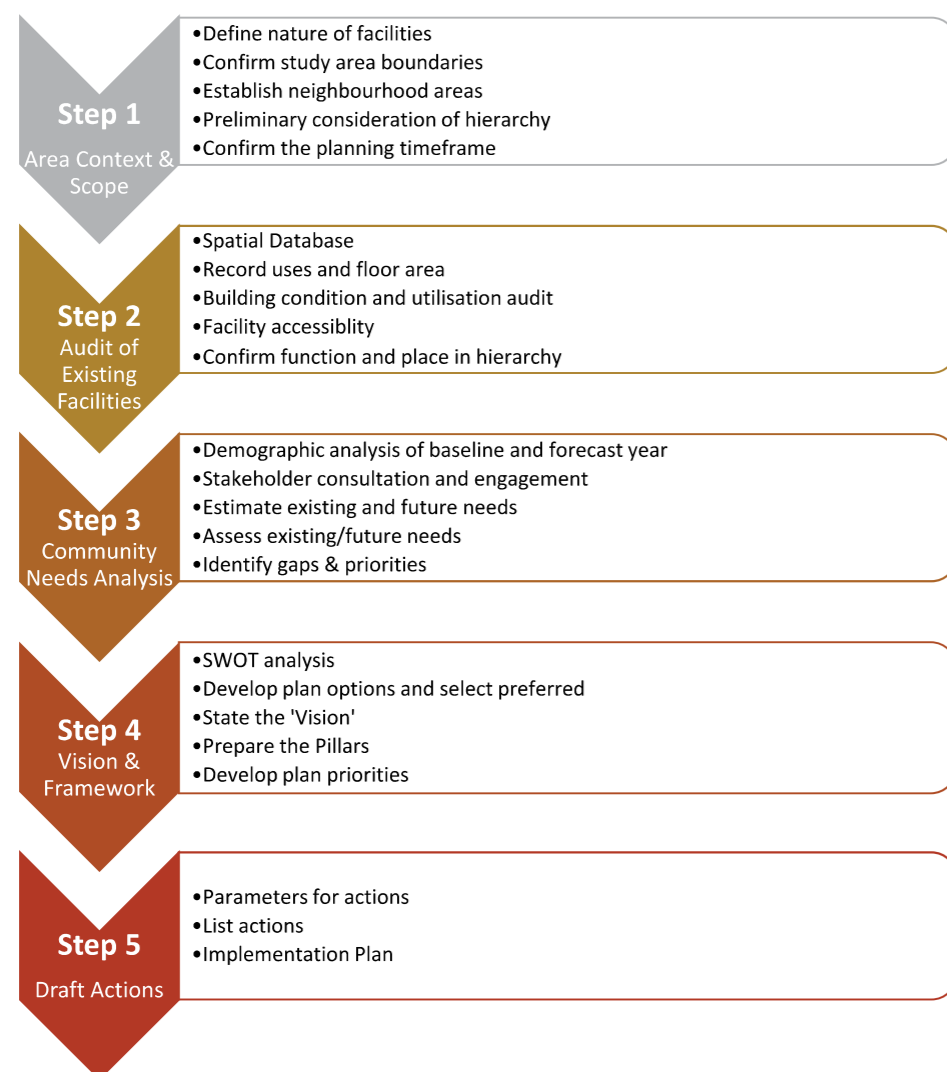 Step 1
Area Context &
Scope
•Define nature of facilities
•Confirm study area boundaries
•Establish neighbourhood areas
•Preliminary consideration of hierarchy
•Confirm the planning timeframe
Step 2
Audit of
Existing
Facilities
•Spatial Database
•Record uses and floor area
•Building condition and utilisation audit
•Facility accessiblity
•Confirm function and place in hierarchy
Step 3
Community
Needs Analysis
•Demographic analysis of baseline and forecast year
•Stakeholder consultation and engagement
•Estimate existing and future needs
•Assess existing/future needs
•Identify gaps & priorities
Step 4
Vision &
Framework
•SWOT analysis
•Develop plan options and select preferred
•State the 'Vision'
•Prepare the Pillars
•Develop plan priorities
Step 5
Draft Actions
•Parameters for actions
•List actions
•Implementation Plan